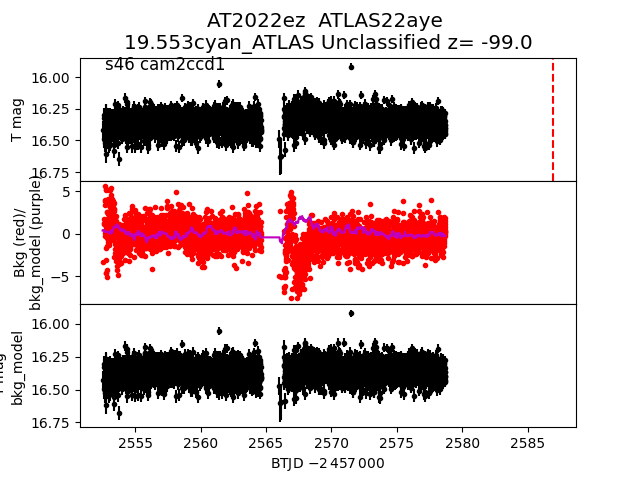 AT2022ez ATLAS22aye
19.553cyan_ATLAS Unclassified z= -99.0
s46 cam2ccd1
T mag
16.00
16.25
16.50
16.75
Bkg (red)/
bkg_model (purple)
5
0
−5
bkg_model
16.00
16.25
16.50
16.75
2555 2560 2565 2570 2575 2580 2585
BTJD −2 457 000